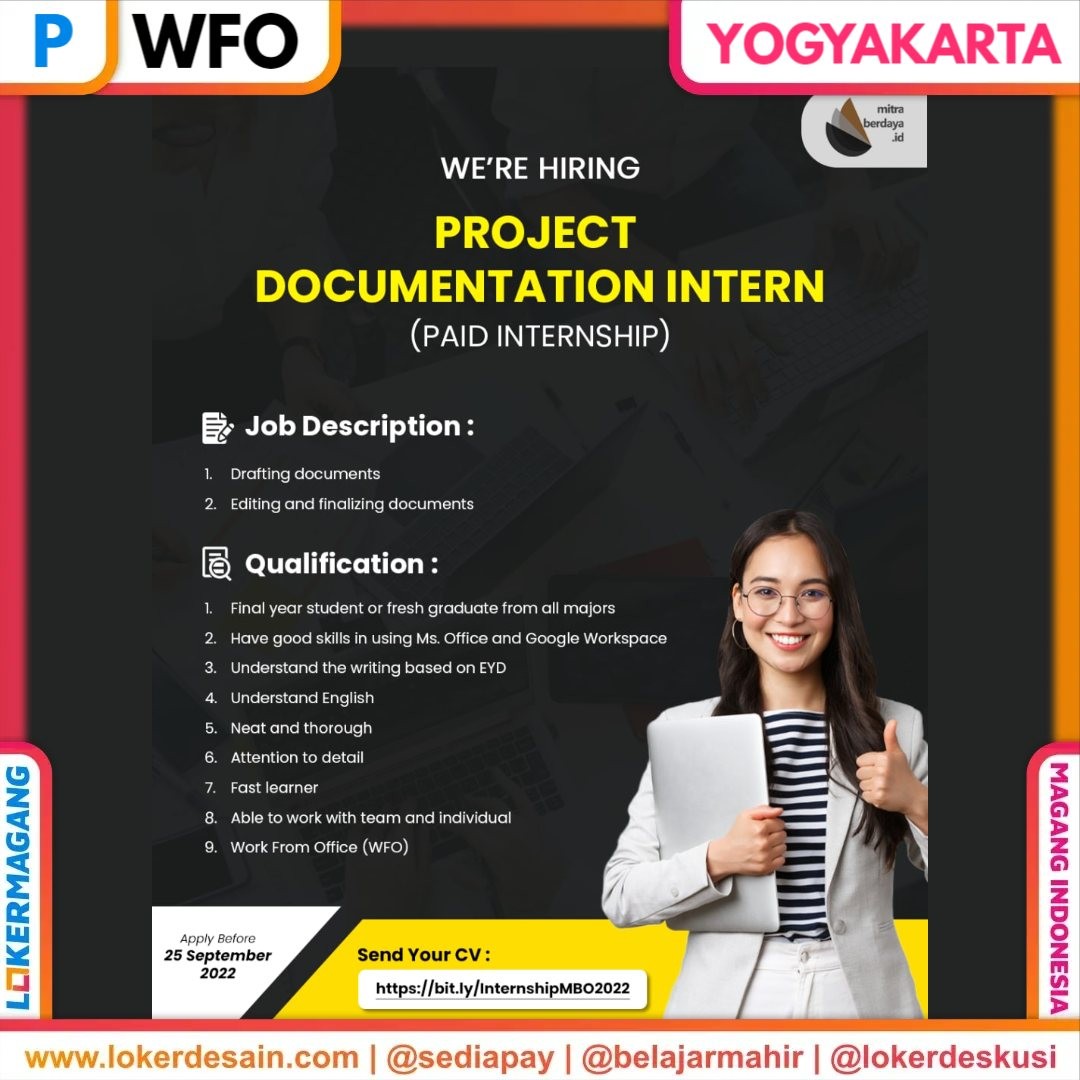 P WFO
YOGYAKARTA
mitra
berdaya
.id
WE'RE HIRING
PROJECT
DOCUMENTATION INTERN
(PAID INTERNSHIP)
Job Description :
1. Drafting documents
2. Editing and finalizing documents
Qualification :
1. Final year student or fresh graduate from all majors
2. Have good skills in using Ms. Office and Google Workspace
3. Understand the writing based on EYD
4. Understand English
5. Neat and thorough
6. Attention to detail
7. Fast learner
8. Able to work with team and individual
9. Work From Office (WFO)
LOKERMAGANG
MAGANG INDONESIA
Apply Before
25 September
2022
Send Your CV :
https://bit.ly/InternshipMBO2022
www.lokerdesain.com | @sediapay | @belajarmahir | @lokerdeskusi